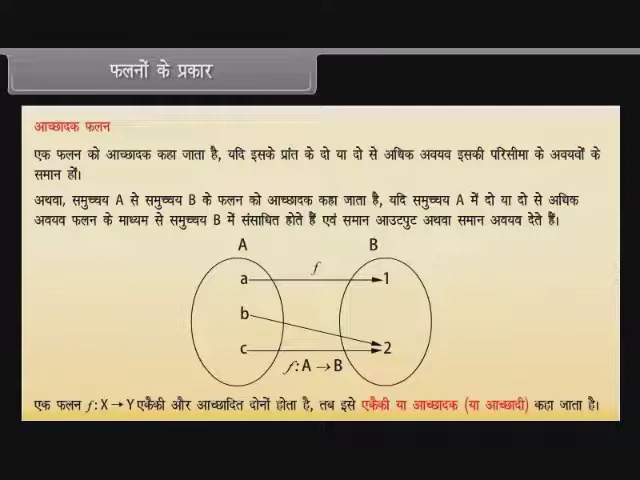 फलनों के प्रकार
आच्छादक फलन
एक फलन को आच्छादक कहा जाता है, यदि इसके प्रांत के दो या दो से अधिक अवयव इसकी परिसीमा के अवयवों के
समान हों।
अथवा, समुच्चय A से समुच्चय B के फलन को आच्छादक कहा जाता है, यदि समुच्चय A में दो या दो से अधिक
अवयव फलन के माध्यम से समुच्चय B में संसाधित होते हैं एवं समान आउटपुट अथवा समान अवयव देते हैं।
A B
f
a 1
b
c 2
f: A → B
एक फलन f: X → Y एकैकी और आच्छादित दोनों होता है, तब इसे एकैकी या आच्छादक (या आच्छादी) कहा जाता है।